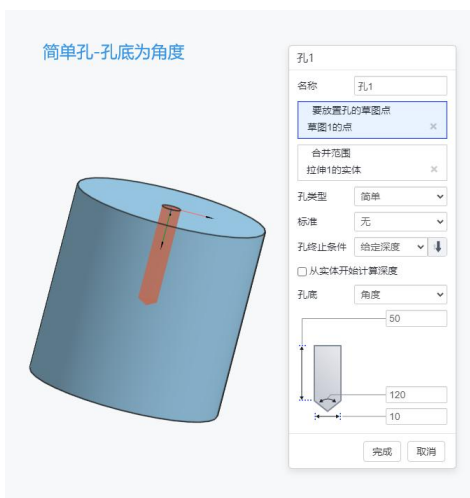 简单孔-孔底为角度
孔1
名称 孔1
要放置孔的草图点
草图1的点 ×
合并范围
拉伸1的实体 ×
孔类型 简单
标准 无
孔终止条件 给定深度
从实体开始计算深度
孔底 角度
50
120
10
完成 取消